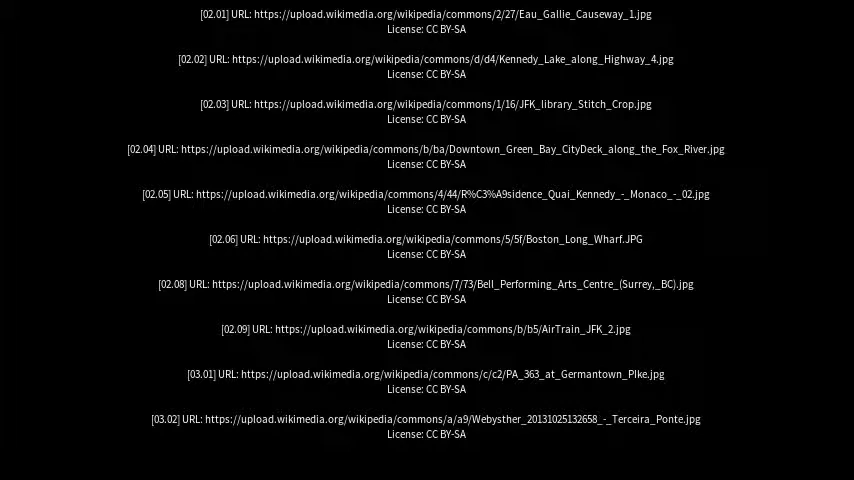 [02.01] URL: https://upload.wikimedia.org/wikipedia/commons/2/27/Eau_Gallie_Causeway_1.jpg
License: CC BY-SA
[02.02] URL: https://upload.wikimedia.org/wikipedia/commons/d/d4/Kennedy_Lake_along_Highway_4.jpg
License: CC BY-SA
[02.03] URL: https://upload.wikimedia.org/wikipedia/commons/1/16/JFK_library_Stitch_Crop.jpg
License: CC BY-SA
[02.04] URL: https://upload.wikimedia.org/wikipedia/commons/b/ba/Downtown_Green_Bay_CityDeck_along_the_Fox_River.jpg
License: CC BY-SA
[02.05] URL: https://upload.wikimedia.org/wikipedia/commons/4/44/R%C3%A9sidence_Quai_Kennedy_-_Monaco_-_02.jpg
License: CC BY-SA
[02.06] URL: https://upload.wikimedia.org/wikipedia/commons/5/5f/Boston_Long_Wharf.JPG
License: CC BY-SA
[02.08] URL: https://upload.wikimedia.org/wikipedia/commons/7/73/Bell_Performing_Arts_Centre_(Surrey,_BC).jpg
License: CC BY-SA
[02.09] URL: https://upload.wikimedia.org/wikipedia/commons/b/b5/AirTrain_JFK_2.jpg
License: CC BY-SA
[03.01] URL: https://upload.wikimedia.org/wikipedia/commons/c/c2/PA_363_at_Germantown_PIke.jpg
License: CC BY-SA
[03.02] URL: https://upload.wikimedia.org/wikipedia/commons/a/a9/Webysther_20131025132658_-_Terceira_Ponte.jpg
License: CC BY-SA